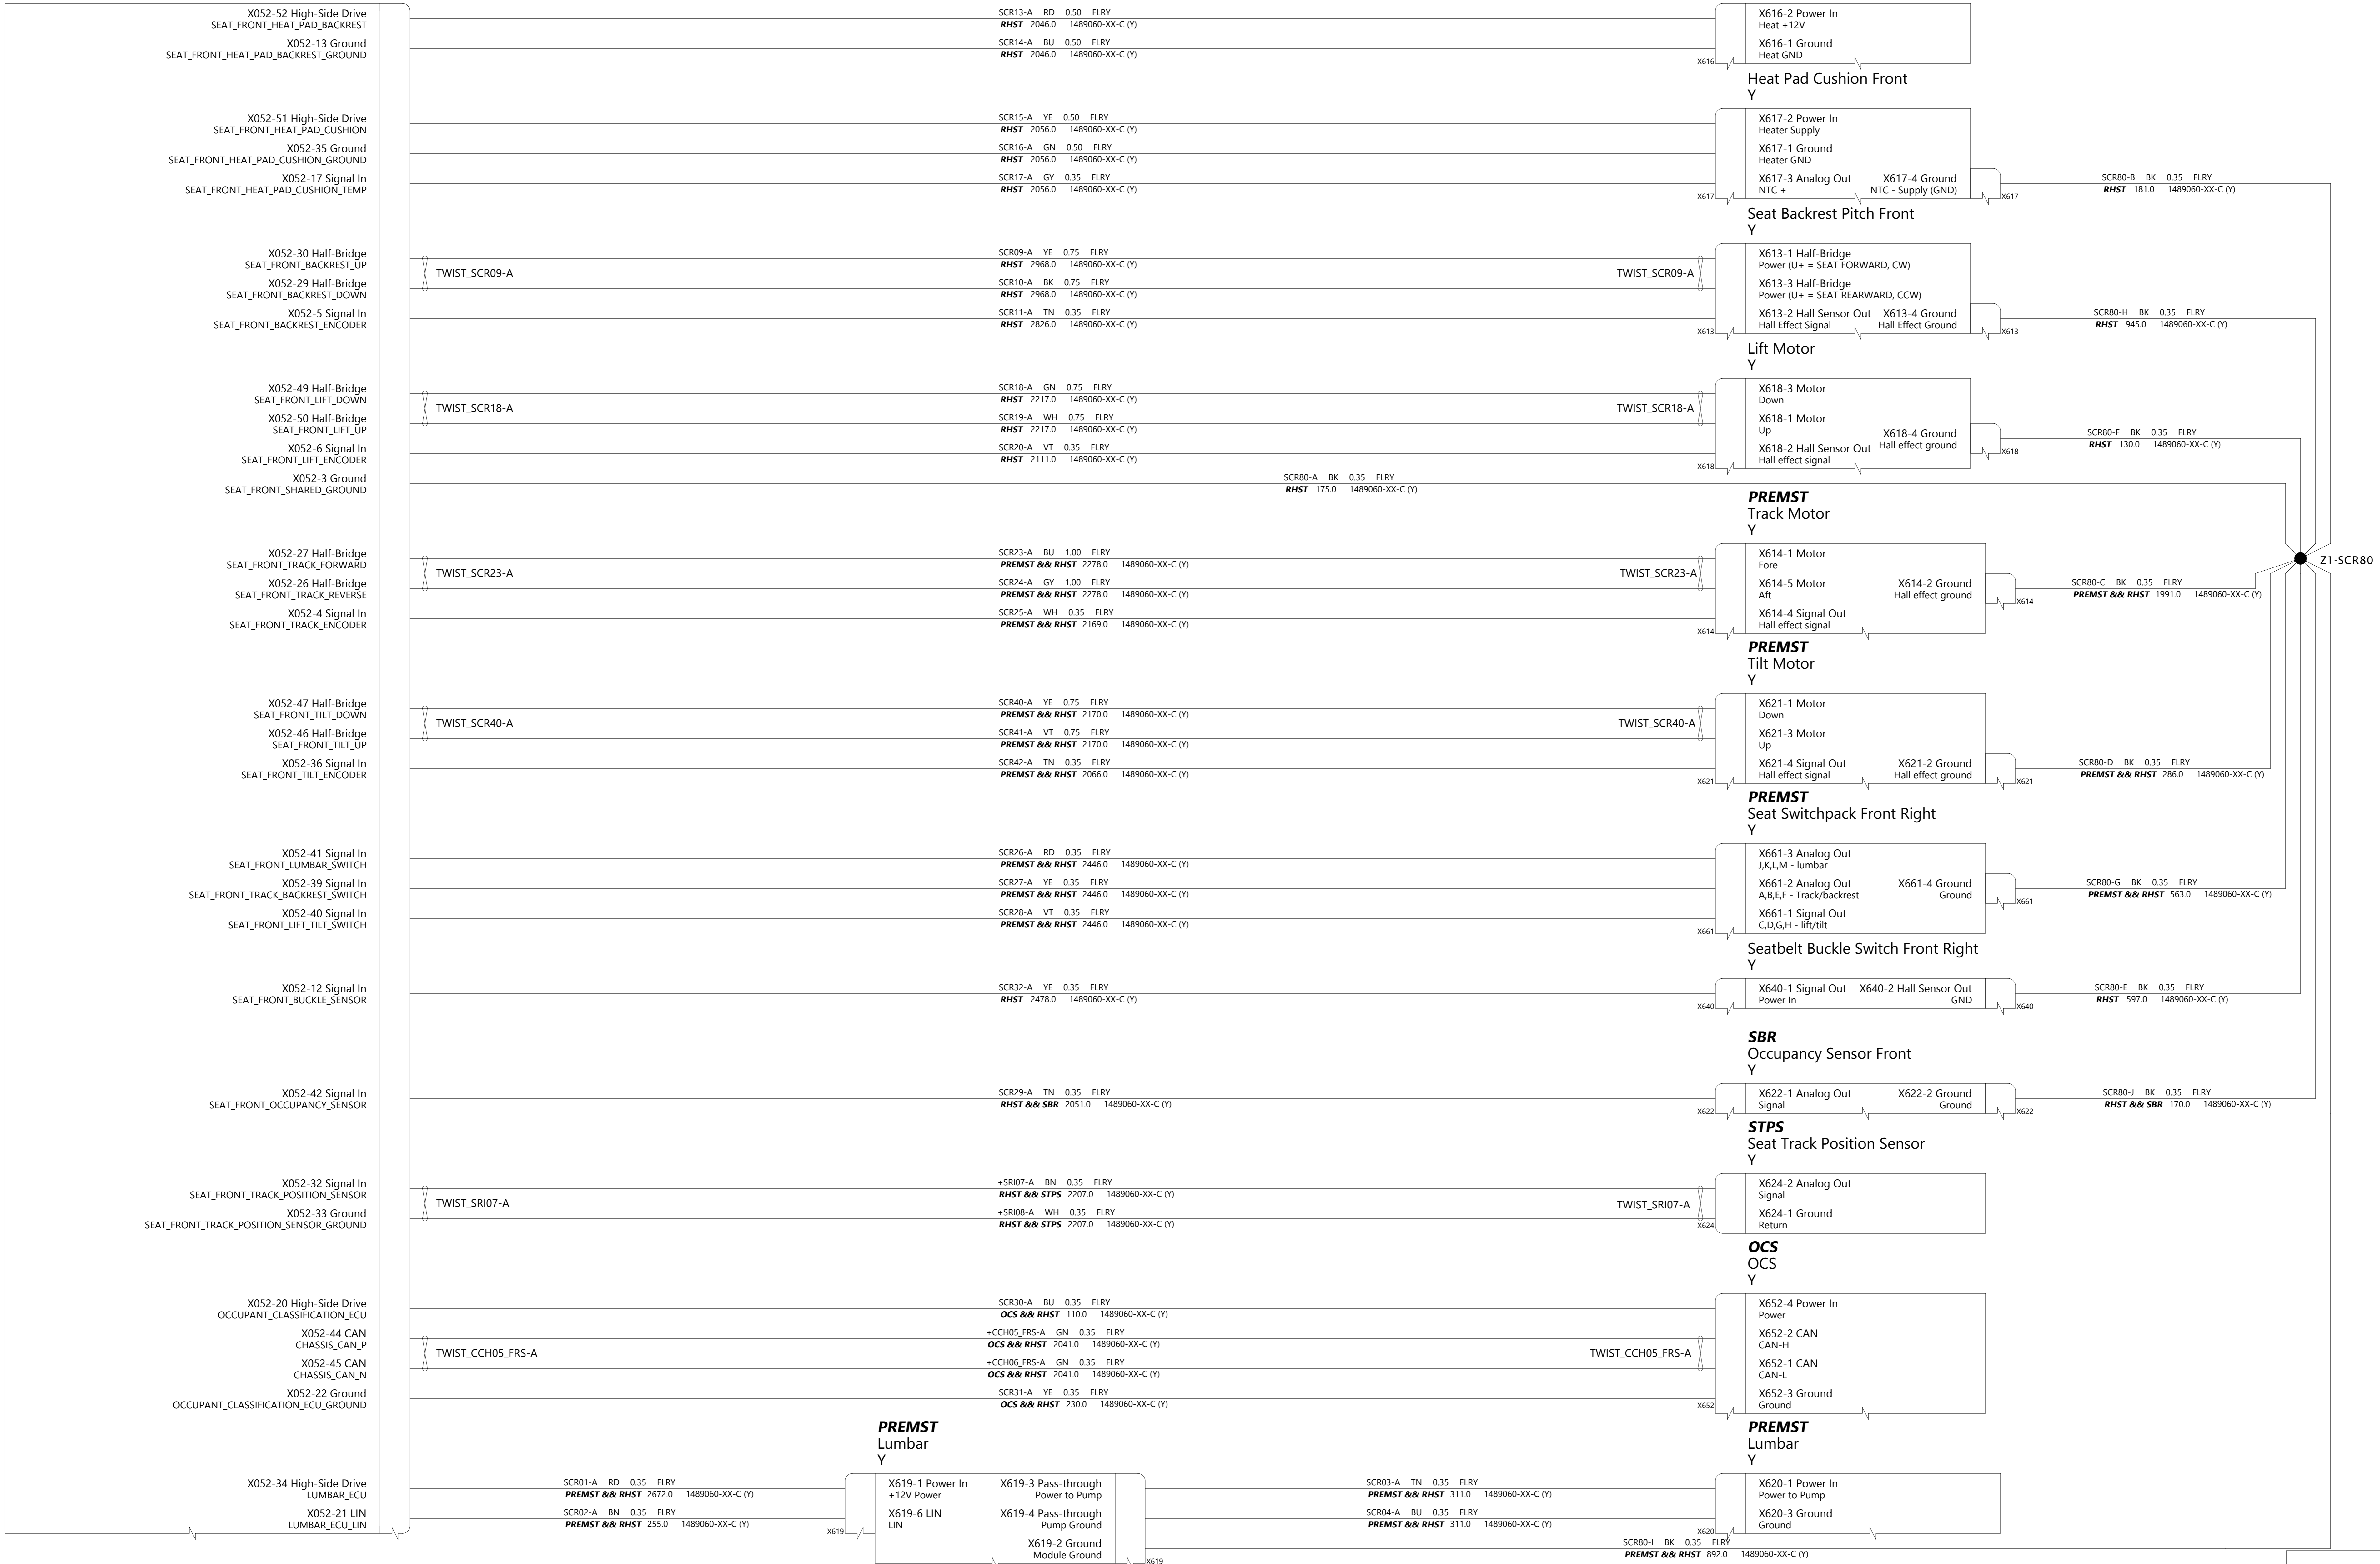 X052-52 High-Side Drive
SEAT_FRONT_HEAT_PAD_BACKREST
SCR13-A RD 0.50 FLRY
RHST 2046.0 1489060-XX-C (Y)
X616-2 Power In
Heat +12V
X052-13 Ground
SEAT_FRONT_HEAT_PAD_BACKREST_GROUND
SCR14-A BU 0.50 FLRY
RHST 2046.0 1489060-XX-C (Y)
X616-1 Ground
Heat GND
X616
Heat Pad Cushion Front
Y
X052-51 High-Side Drive
SEAT_FRONT_HEAT_PAD_CUSHION
SCR15-A YE 0.50 FLRY
RHST 2056.0 1489060-XX-C (Y)
X617-2 Power In
Heater Supply
X052-35 Ground
SEAT_FRONT_HEAT_PAD_CUSHION_GROUND
SCR16-A GN 0.50 FLRY
RHST 2056.0 1489060-XX-C (Y)
X617-1 Ground
Heater GND
X052-17 Signal In
SEAT_FRONT_HEAT_PAD_CUSHION_TEMP
SCR17-A GY 0.35 FLRY
RHST 2056.0 1489060-XX-C (Y)
X617-3 Analog Out X617-4 Ground
NTC + NTC - Supply (GND)
X617 X617
SCR80-B BK 0.35 FLRY
RHST 181.0 1489060-XX-C (Y)
Seat Backrest Pitch Front
Y
X052-30 Half-Bridge
SEAT_FRONT_BACKREST_UP
SCR09-A YE 0.75 FLRY
RHST 2968.0 1489060-XX-C (Y)
X613-1 Half-Bridge
Power (U+ = SEAT FORWARD, CW)
TWIST_SCR09-A TWIST_SCR09-A
X052-29 Half-Bridge
SEAT_FRONT_BACKREST_DOWN
SCR10-A BK 0.75 FLRY
RHST 2968.0 1489060-XX-C (Y)
X613-3 Half-Bridge
Power (U+ = SEAT REARWARD, CCW)
X052-5 Signal In
SEAT_FRONT_BACKREST_ENCODER
SCR11-A TN 0.35 FLRY
RHST 2826.0 1489060-XX-C (Y)
X613-2 Hall Sensor Out X613-4 Ground
Hall Effect Signal Hall Effect Ground
X613 X613
SCR80-H BK 0.35 FLRY
RHST 945.0 1489060-XX-C (Y)
Lift Motor
Y
X052-49 Half-Bridge
SEAT_FRONT_LIFT_DOWN
SCR18-A GN 0.75 FLRY
RHST 2217.0 1489060-XX-C (Y)
X618-3 Motor
Down
TWIST_SCR18-A TWIST_SCR18-A
X052-50 Half-Bridge
SEAT_FRONT_LIFT_UP
SCR19-A WH 0.75 FLRY
RHST 2217.0 1489060-XX-C (Y)
X618-1 Motor
Up
X618-4 Ground
Hall effect ground
X618
SCR80-F BK 0.35 FLRY
RHST 130.0 1489060-XX-C (Y)
X052-6 Signal In
SEAT_FRONT_LIFT_ENCODER
SCR20-A VT 0.35 FLRY
RHST 2111.0 1489060-XX-C (Y)
X618-2 Hall Sensor Out
Hall effect signal
X618
X052-3 Ground
SEAT_FRONT_SHARED_GROUND
SCR80-A BK 0.35 FLRY
RHST 175.0 1489060-XX-C (Y)
PREMST
Track Motor
Y
X052-27 Half-Bridge
SEAT_FRONT_TRACK_FORWARD
SCR23-A BU 1.00 FLRY
PREMST && RHST 2278.0 1489060-XX-C (Y)
X614-1 Motor
Fore
Z1-SCR80
TWIST_SCR23-A TWIST_SCR23-A
X052-26 Half-Bridge
SEAT_FRONT_TRACK_REVERSE
SCR24-A GY 1.00 FLRY
PREMST && RHST 2278.0 1489060-XX-C (Y)
X614-5 Motor X614-2 Ground
Aft Hall effect ground
X614
SCR80-C BK 0.35 FLRY
PREMST && RHST 1991.0 1489060-XX-C (Y)
X052-4 Signal In
SEAT_FRONT_TRACK_ENCODER
SCR25-A WH 0.35 FLRY
PREMST && RHST 2169.0 1489060-XX-C (Y)
X614-4 Signal Out
Hall effect signal
X614
PREMST
Tilt Motor
Y
X052-47 Half-Bridge
SEAT_FRONT_TILT_DOWN
SCR40-A YE 0.75 FLRY
PREMST && RHST 2170.0 1489060-XX-C (Y)
X621-1 Motor
Down
TWIST_SCR40-A TWIST_SCR40-A
X052-46 Half-Bridge
SEAT_FRONT_TILT_UP
SCR41-A VT 0.75 FLRY
PREMST && RHST 2170.0 1489060-XX-C (Y)
X621-3 Motor
Up
X052-36 Signal In
SEAT_FRONT_TILT_ENCODER
SCR42-A TN 0.35 FLRY
PREMST && RHST 2066.0 1489060-XX-C (Y)
X621-4 Signal Out X621-2 Ground
Hall effect signal Hall effect ground
X621 X621
SCR80-D BK 0.35 FLRY
PREMST && RHST 286.0 1489060-XX-C (Y)
PREMST
Seat Switchpack Front Right
Y
X052-41 Signal In
SEAT_FRONT_LUMBAR_SWITCH
SCR26-A RD 0.35 FLRY
PREMST && RHST 2446.0 1489060-XX-C (Y)
X661-3 Analog Out
J,K,L,M - lumbar
X052-39 Signal In
SEAT_FRONT_TRACK_BACKREST_SWITCH
SCR27-A YE 0.35 FLRY
PREMST && RHST 2446.0 1489060-XX-C (Y)
X661-2 Analog Out X661-4 Ground
A,B,E,F - Track/backrest Ground
X661
SCR80-G BK 0.35 FLRY
PREMST && RHST 563.0 1489060-XX-C (Y)
X052-40 Signal In
SEAT_FRONT_LIFT_TILT_SWITCH
SCR28-A VT 0.35 FLRY
PREMST && RHST 2446.0 1489060-XX-C (Y)
X661-1 Signal Out
C,D,G,H - lift/tilt
X661
Seatbelt Buckle Switch Front Right
Y
X052-12 Signal In
SEAT_FRONT_BUCKLE_SENSOR
SCR32-A YE 0.35 FLRY
RHST 2478.0 1489060-XX-C (Y)
X640-1 Signal Out X640-2 Hall Sensor Out
Power In GND
X640 X640
SCR80-E BK 0.35 FLRY
RHST 597.0 1489060-XX-C (Y)
SBR
Occupancy Sensor Front
Y
X052-42 Signal In
SEAT_FRONT_OCCUPANCY_SENSOR
SCR29-A TN 0.35 FLRY
RHST && SBR 2051.0 1489060-XX-C (Y)
X622-1 Analog Out X622-2 Ground
Signal Ground
X622 X622
SCR80-J BK 0.35 FLRY
RHST && SBR 170.0 1489060-XX-C (Y)
STPS
Seat Track Position Sensor
Y
X052-32 Signal In
SEAT_FRONT_TRACK_POSITION_SENSOR
+SRI07-A BN 0.35 FLRY
RHST && STPS 2207.0 1489060-XX-C (Y)
X624-2 Analog Out
Signal
TWIST_SRI07-A TWIST_SRI07-A
X052-33 Ground
SEAT_FRONT_TRACK_POSITION_SENSOR_GROUND
+SRI08-A WH 0.35 FLRY
RHST && STPS 2207.0 1489060-XX-C (Y)
X624-1 Ground
Return
X624
OCS
OCS
Y
X052-20 High-Side Drive
OCCUPANT_CLASSIFICATION_ECU
SCR30-A BU 0.35 FLRY
OCS && RHST 110.0 1489060-XX-C (Y)
X652-4 Power In
Power
X052-44 CAN
CHASSIS_CAN_P
+CCH05_FRS-A GN 0.35 FLRY
OCS && RHST 2041.0 1489060-XX-C (Y)
X652-2 CAN
CAN-H
TWIST_CCH05_FRS-A TWIST_CCH05_FRS-A
X052-45 CAN
CHASSIS_CAN_N
+CCH06_FRS-A GN 0.35 FLRY
OCS && RHST 2041.0 1489060-XX-C (Y)
X652-1 CAN
CAN-L
X052-22 Ground
OCCUPANT_CLASSIFICATION_ECU_GROUND
SCR31-A YE 0.35 FLRY
OCS && RHST 230.0 1489060-XX-C (Y)
X652-3 Ground
Ground
X652
PREMST PREMST
Lumbar Lumbar
Y Y
X052-34 High-Side Drive
LUMBAR_ECU
SCR01-A RD 0.35 FLRY
PREMST && RHST 2672.0 1489060-XX-C (Y)
X619-1 Power In X619-3 Pass-through
+12V Power Power to Pump
SCR03-A TN 0.35 FLRY
PREMST && RHST 311.0 1489060-XX-C (Y)
X620-1 Power In
Power to Pump
X052-21 LIN
LUMBAR_ECU_LIN
SCR02-A BN 0.35 FLRY
PREMST && RHST 255.0 1489060-XX-C (Y)
X619
X619-6 LIN X619-4 Pass-through
LIN Pump Ground
SCR04-A BU 0.35 FLRY
PREMST && RHST 311.0 1489060-XX-C (Y)
X620-3 Ground
Ground
X620
X619-2 Ground
Module Ground
X619
SCR80-I BK 0.35 FLRY
PREMST && RHST 892.0 1489060-XX-C (Y)